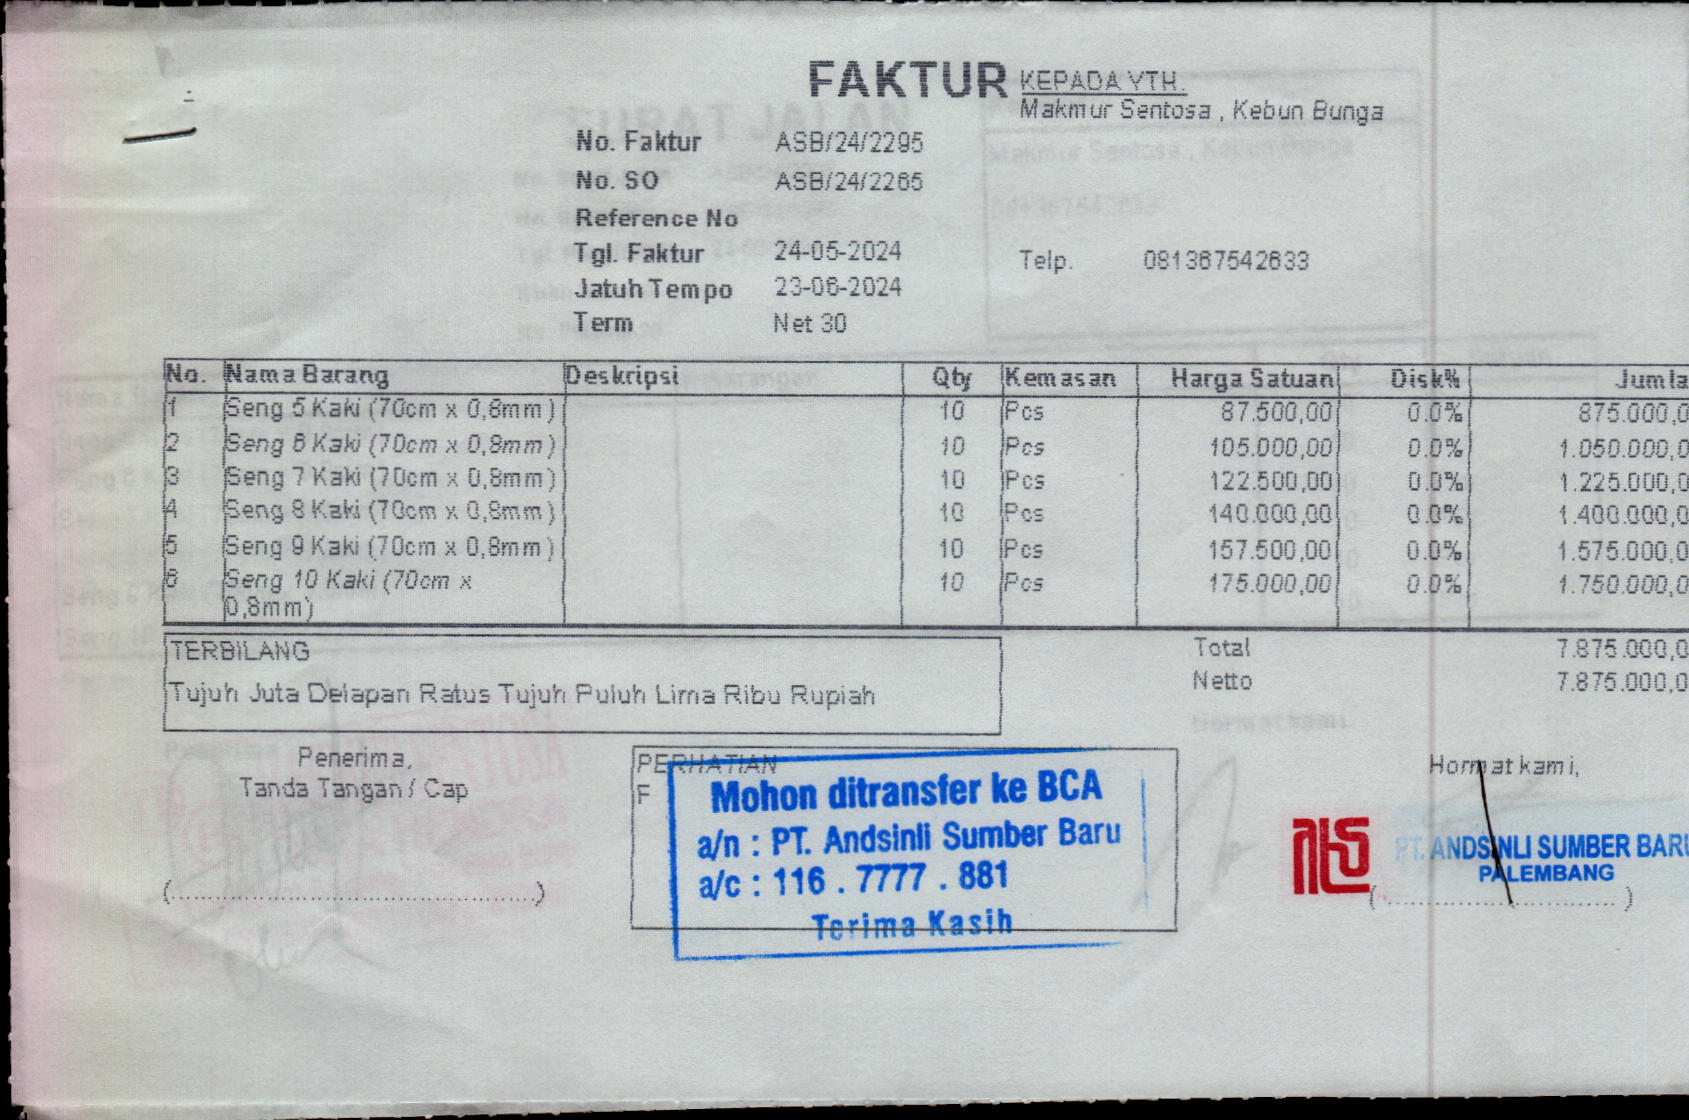 FAKTUR
KEPADA YTH.
Makmur Sentosa , Kebun Bunga
No. Faktur ASB/24/2295
No. SO ASB/24/2265
Reference No
Tgl. Faktur 24-05-2024
Telp. 081367542633
Jatuh Tempo 23-06-2024
Term Net 30
No. Nama Barang Deskripsi Qty Kemasan Harga Satuan Disk% Jumla
1 Seng 5 Kaki (70cm x 0,8mm ) 10 Pcs 87.500,00 0.0% 875.000,0
2 Seng 6 Kaki (70cm x 0,8mm ) 10 Pcs 105.000,00 0.0% 1.050.000,0
3 Seng 7 Kaki (70cm x 0,8mm ) 10 Pcs 122.500,00 0.0% 1.225.000,0
4 Seng 8 Kaki (70cm x 0,8mm ) 10 Pcs 140.000,00 0.0% 1.400.000,0
5 Seng 9 Kaki (70cm x 0,8mm ) 10 Pcs 157.500,00 0.0% 1.575.000,0
6 Seng 10 Kaki (70cm x 10 Pcs 175.000,00 0.0% 1.750.000,0
0,8mm )
TERBILANG
Total 7.875.000,0
Netto 7.875.000,0
Tujuh Juta Delapan Ratus Tujuh Puluh Lima Ribu Rupiah
Penerima,
Tanda Tangan / Cap
(.............................................)
PERHATIAN
F
Mohon ditransfer ke BCA
a/n : PT. Andsinli Sumber Baru
a/c : 116 . 7777 . 881
Terima Kasih
Hormat kami,
PT. ANDSINLI SUMBER BARU
PALEMBANG
(............................)